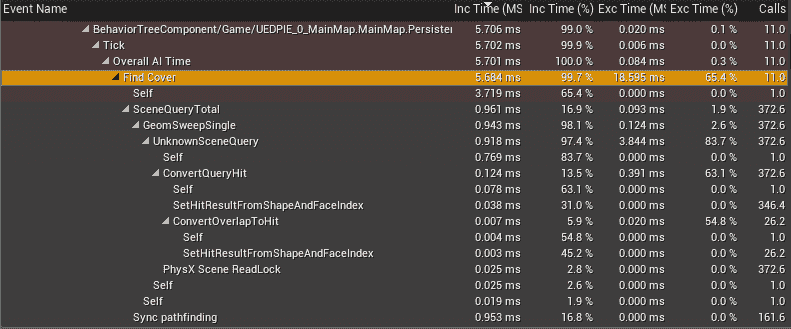 Event Name Inc Time (MS Inc Time (%) Exc Time (MS Exc Time (%) Calls
BehaviorTreeComponent/Game/UEDPIE_0_MainMap.MainMap.Persister 5.706 ms 99.0 % 0.020 ms 0.1 % 11.0
Tick 5.702 ms 99.9 % 0.006 ms 0.0 % 11.0
Overall AI Time 5.701 ms 100.0 % 0.084 ms 0.3 % 11.0
Find Cover 5.684 ms 99.7 % 18.595 ms 65.4 % 11.0
Self 3.719 ms 65.4 % 0.000 ms 0.0 % 1.0
SceneQueryTotal 0.961 ms 16.9 % 0.093 ms 1.9 % 372.6
GeomSweepSingle 0.943 ms 98.1 % 0.124 ms 2.6 % 372.6
UnknownSceneQuery 0.918 ms 97.4 % 3.844 ms 83.7 % 372.6
Self 0.769 ms 83.7 % 0.000 ms 0.0 % 1.0
ConvertQueryHit 0.124 ms 13.5 % 0.391 ms 63.1 % 372.6
Self 0.078 ms 63.1 % 0.000 ms 0.0 % 1.0
SetHitResultFromShapeAndFaceIndex 0.038 ms 31.0 % 0.000 ms 0.0 % 346.4
ConvertOverlapToHit 0.007 ms 5.9 % 0.020 ms 54.8 % 26.2
Self 0.004 ms 54.8 % 0.000 ms 0.0 % 1.0
SetHitResultFromShapeAndFaceIndex 0.003 ms 45.2 % 0.000 ms 0.0 % 26.2
PhysX Scene ReadLock 0.025 ms 2.8 % 0.000 ms 0.0 % 372.6
Self 0.025 ms 2.6 % 0.000 ms 0.0 % 1.0
Self 0.019 ms 1.9 % 0.000 ms 0.0 % 1.0
Sync pathfinding 0.953 ms 16.8 % 0.000 ms 0.0 % 161.6